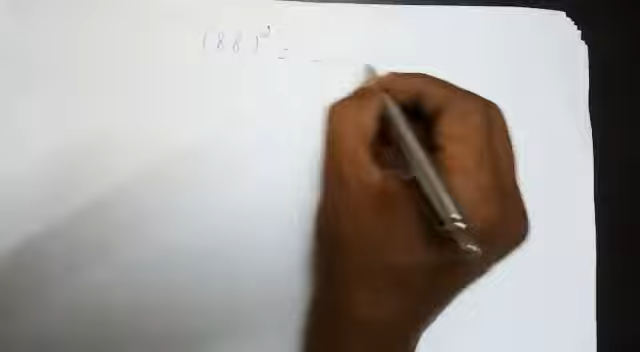 (88)² = _